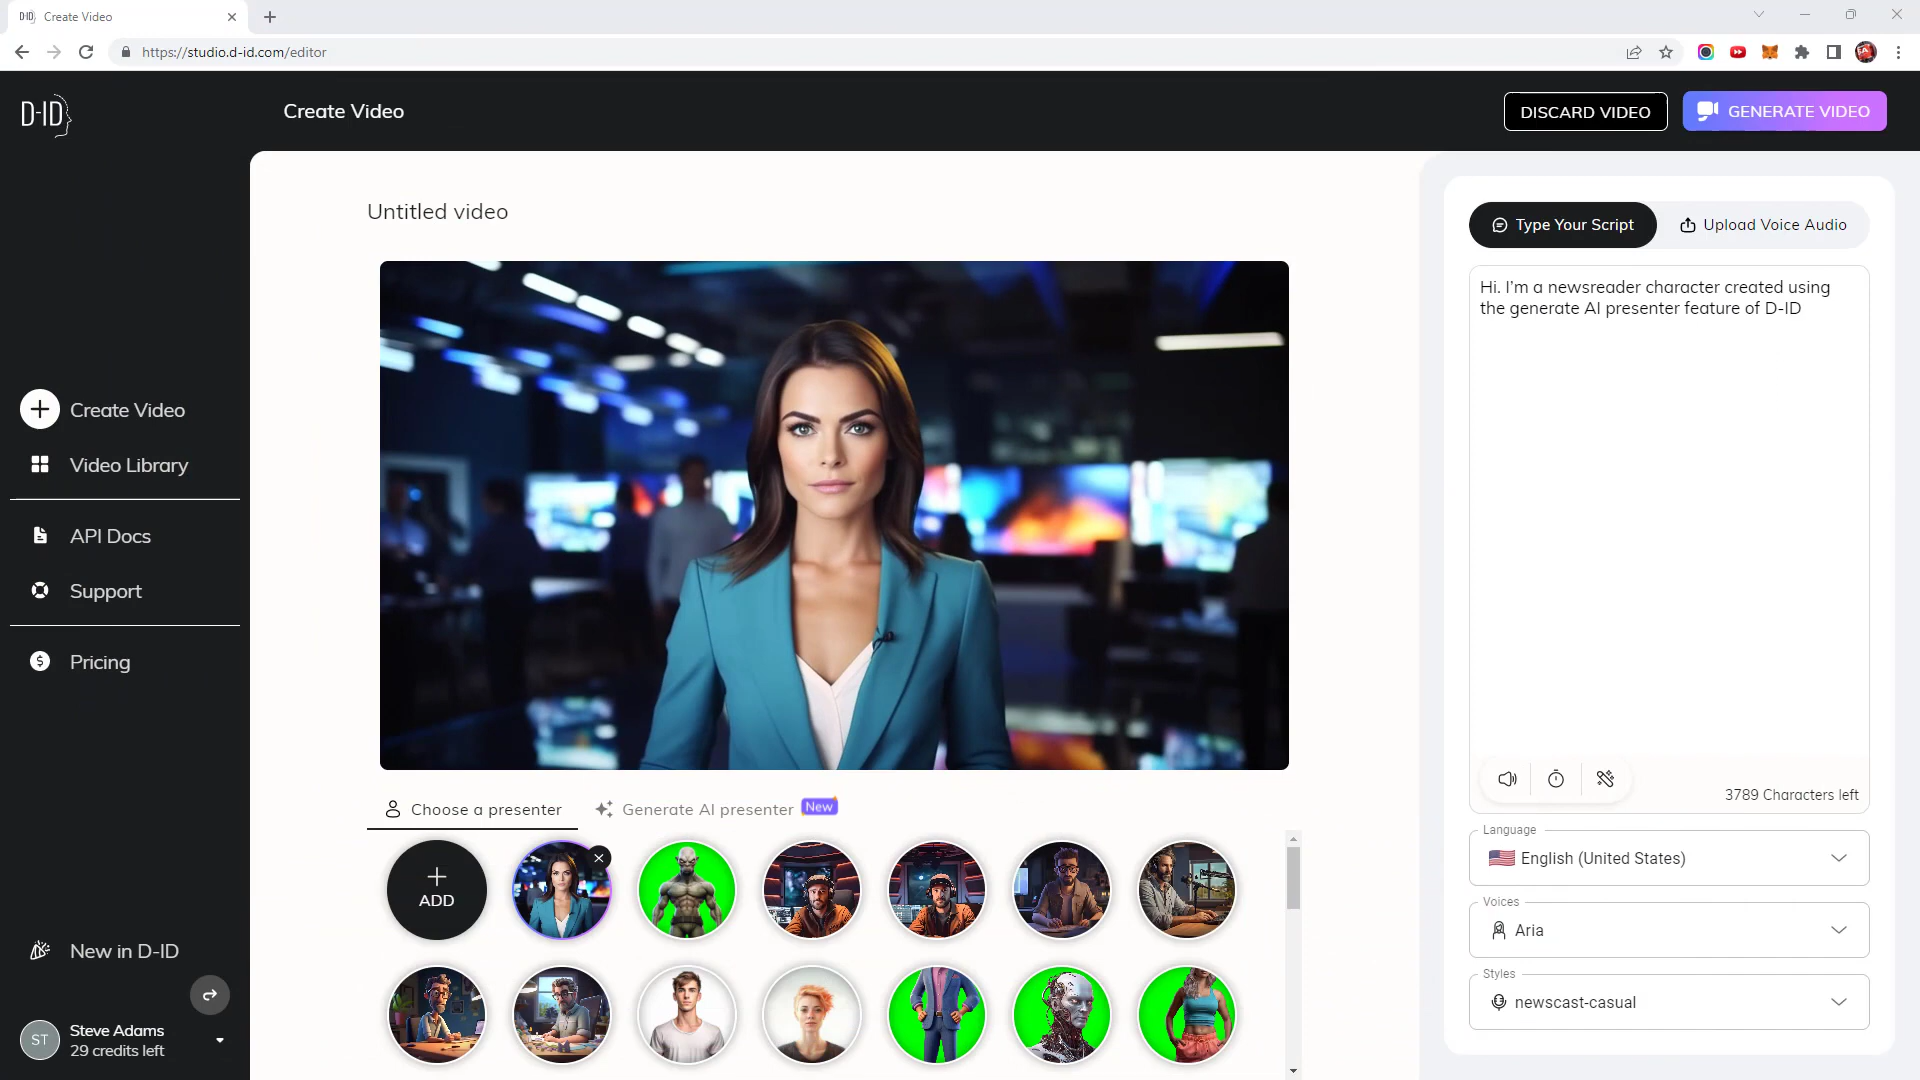 D-ID Create Video
https://studio.d-id.com/editor
D-ID
Create Video
DISCARD VIDEO
GENERATE VIDEO
Untitled video
Type Your Script
Upload Voice Audio
Hi. I'm a newsreader character created using
the generate AI presenter feature of D-ID
Create Video
Video Library
API Docs
Support
Pricing
3789 Characters left
Choose a presenter
Generate AI presenter New
ADD
Language
English (United States)
Voices
Aria
Styles
newscast-casual
New in D-ID
ST
Steve Adams
29 credits left